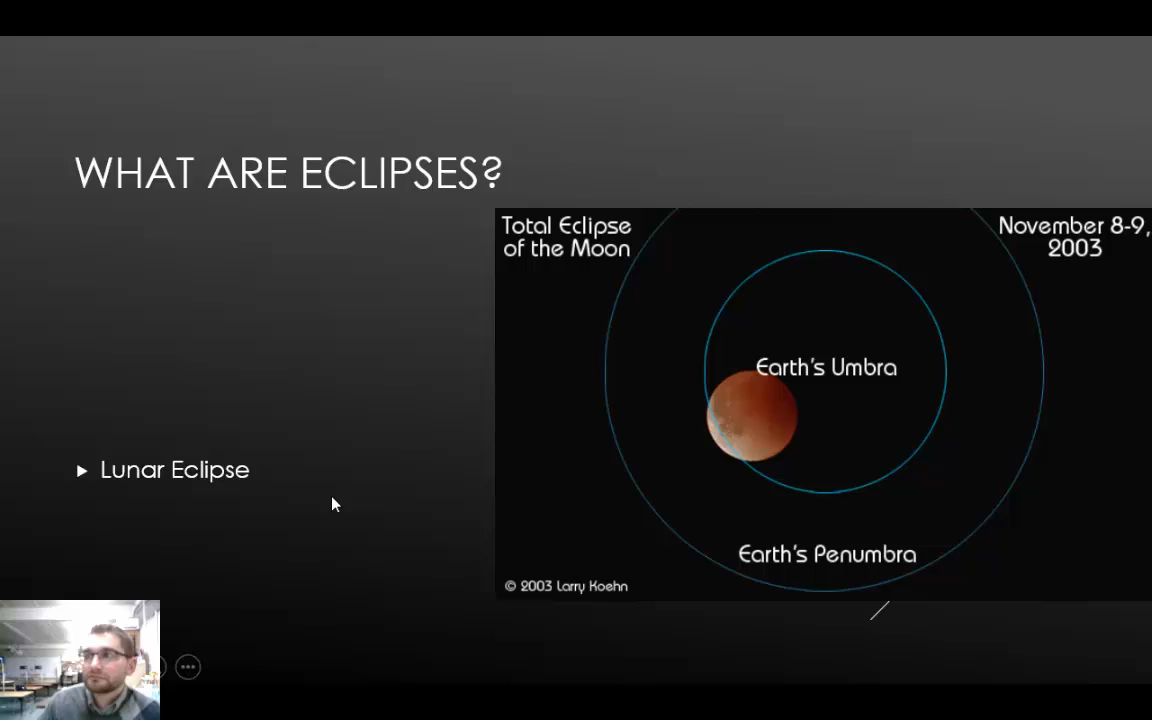 WHAT ARE ECLIPSES?
Total Eclipse
of the Moon
November 8-9,
2003
Earth's Umbra
Lunar Eclipse
Earth's Penumbra
© 2003 Larry Koehn